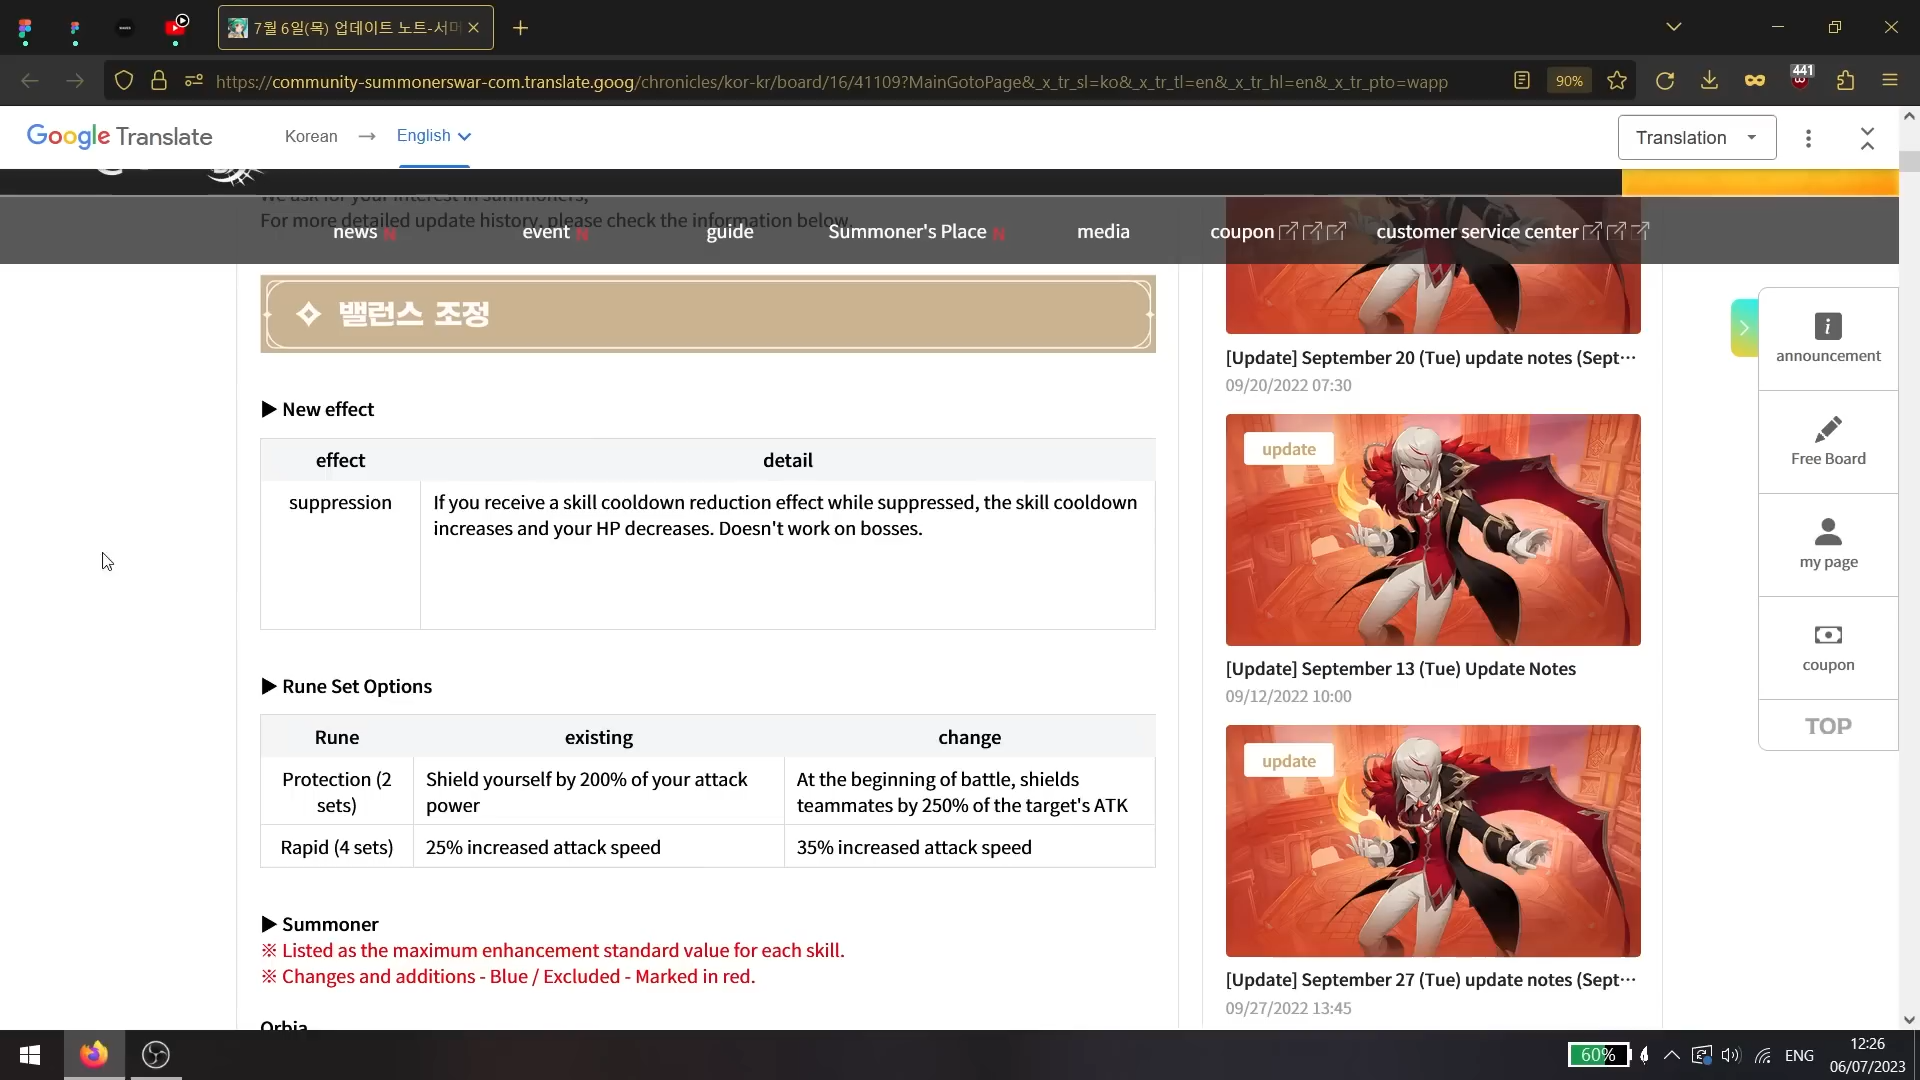 7월 6일(목) 업데이트 노트-서머
https://community-summonerswar-com.translate.goog/chronicles/kor-kr/board/16/41109?MainGotoPage&_x_tr_sl=ko&_x_tr_tl=en&_x_tr_hl=en&_x_tr_pto=wapp
90%
441
Google Translate
Korean → English
Translation
We ask for your interest in summoners,
For more detailed update history, please check the information below.
news N
event N
guide
Summoner's Place N
media
coupon
customer service center
밸런스 조정
▶ New effect
effect
detail
suppression
If you receive a skill cooldown reduction effect while suppressed, the skill cooldown
increases and your HP decreases. Doesn't work on bosses.
▶ Rune Set Options
Rune
existing
change
Protection (2
sets)
Shield yourself by 200% of your attack
power
At the beginning of battle, shields
teammates by 250% of the target's ATK
Rapid (4 sets)
25% increased attack speed
35% increased attack speed
▶ Summoner
※ Listed as the maximum enhancement standard value for each skill.
※ Changes and additions - Blue / Excluded - Marked in red.
Orbia
[Update] September 20 (Tue) update notes (Sept…
09/20/2022 07:30
update
[Update] September 13 (Tue) Update Notes
09/12/2022 10:00
update
[Update] September 27 (Tue) update notes (Sept…
09/27/2022 13:45
announcement
Free Board
my page
coupon
TOP
60%
ENG
12:26
06/07/2023